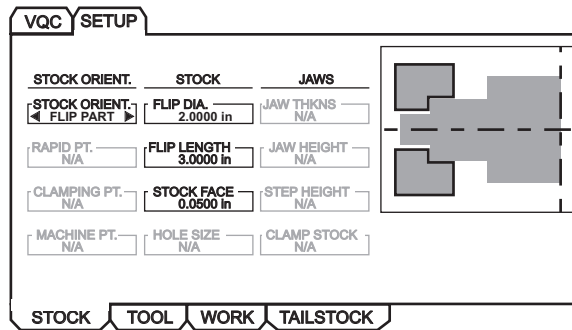 VQC SETUP
STOCK ORIENT. STOCK JAWS
STOCK ORIENT. FLIP DIA. JAW THKNS
FLIP PART 2.0000 in N/A
RAPID PT. FLIP LENGTH JAW HEIGHT
N/A 3.0000 in N/A
CLAMPING PT. STOCK FACE STEP HEIGHT
N/A 0.0500 in N/A
MACHINE PT. HOLE SIZE CLAMP STOCK
N/A N/A N/A
STOCK TOOL WORK TAILSTOCK